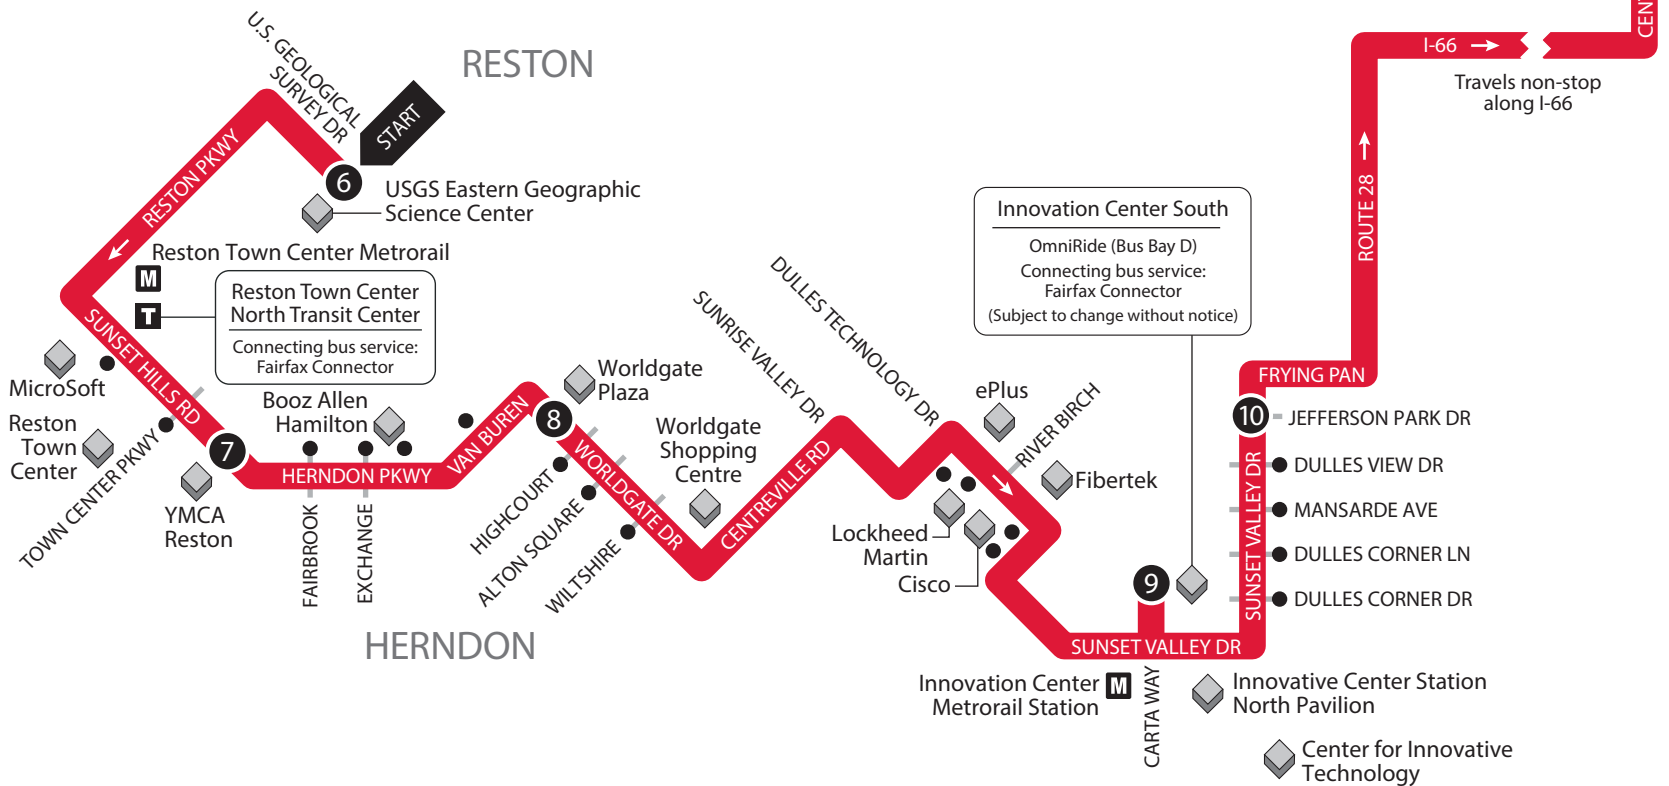 U.S. GEOLOGICAL
SURVEY DR
RESTON
START
6
USGS Eastern Geographic
Science Center
RESTON PKWY
Reston Town Center Metrorail
M
T
Reston Town Center
North Transit Center
Connecting bus service:
Fairfax Connector
SUNSET HILLS RD
MicroSoft
Reston
Town
Center
TOWN CENTER PKWY
7
YMCA
Reston
Booz Allen
Hamilton
HERNDON PKWY
FAIRBROOK
EXCHANGE
VAN BUREN
8
Worldgate
Plaza
WORLDGATE DR
HIGHCOURT
ALTON SQUARE
WILTSHIRE
HERNDON
Worldgate
Shopping
Centre
CENTREVILLE RD
SUNRISE VALLEY DR
DULLES TECHNOLOGY DR
ePlus
RIVER BIRCH
Fibertek
Lockheed
Martin
Cisco
Innovation Center South
OmniRide (Bus Bay D)
Connecting bus service:
Fairfax Connector
(Subject to change without notice)
9
SUNSET VALLEY DR
Innovation Center
Metrorail Station
M
CARTA WAY
Innovative Center Station
North Pavilion
Center for Innovative
Technology
SUNSET VALLEY DR
10
JEFFERSON PARK DR
DULLES VIEW DR
MANSARDE AVE
DULLES CORNER LN
DULLES CORNER DR
FRYING PAN
ROUTE 28
I-66
Travels non-stop
along I-66
CENT